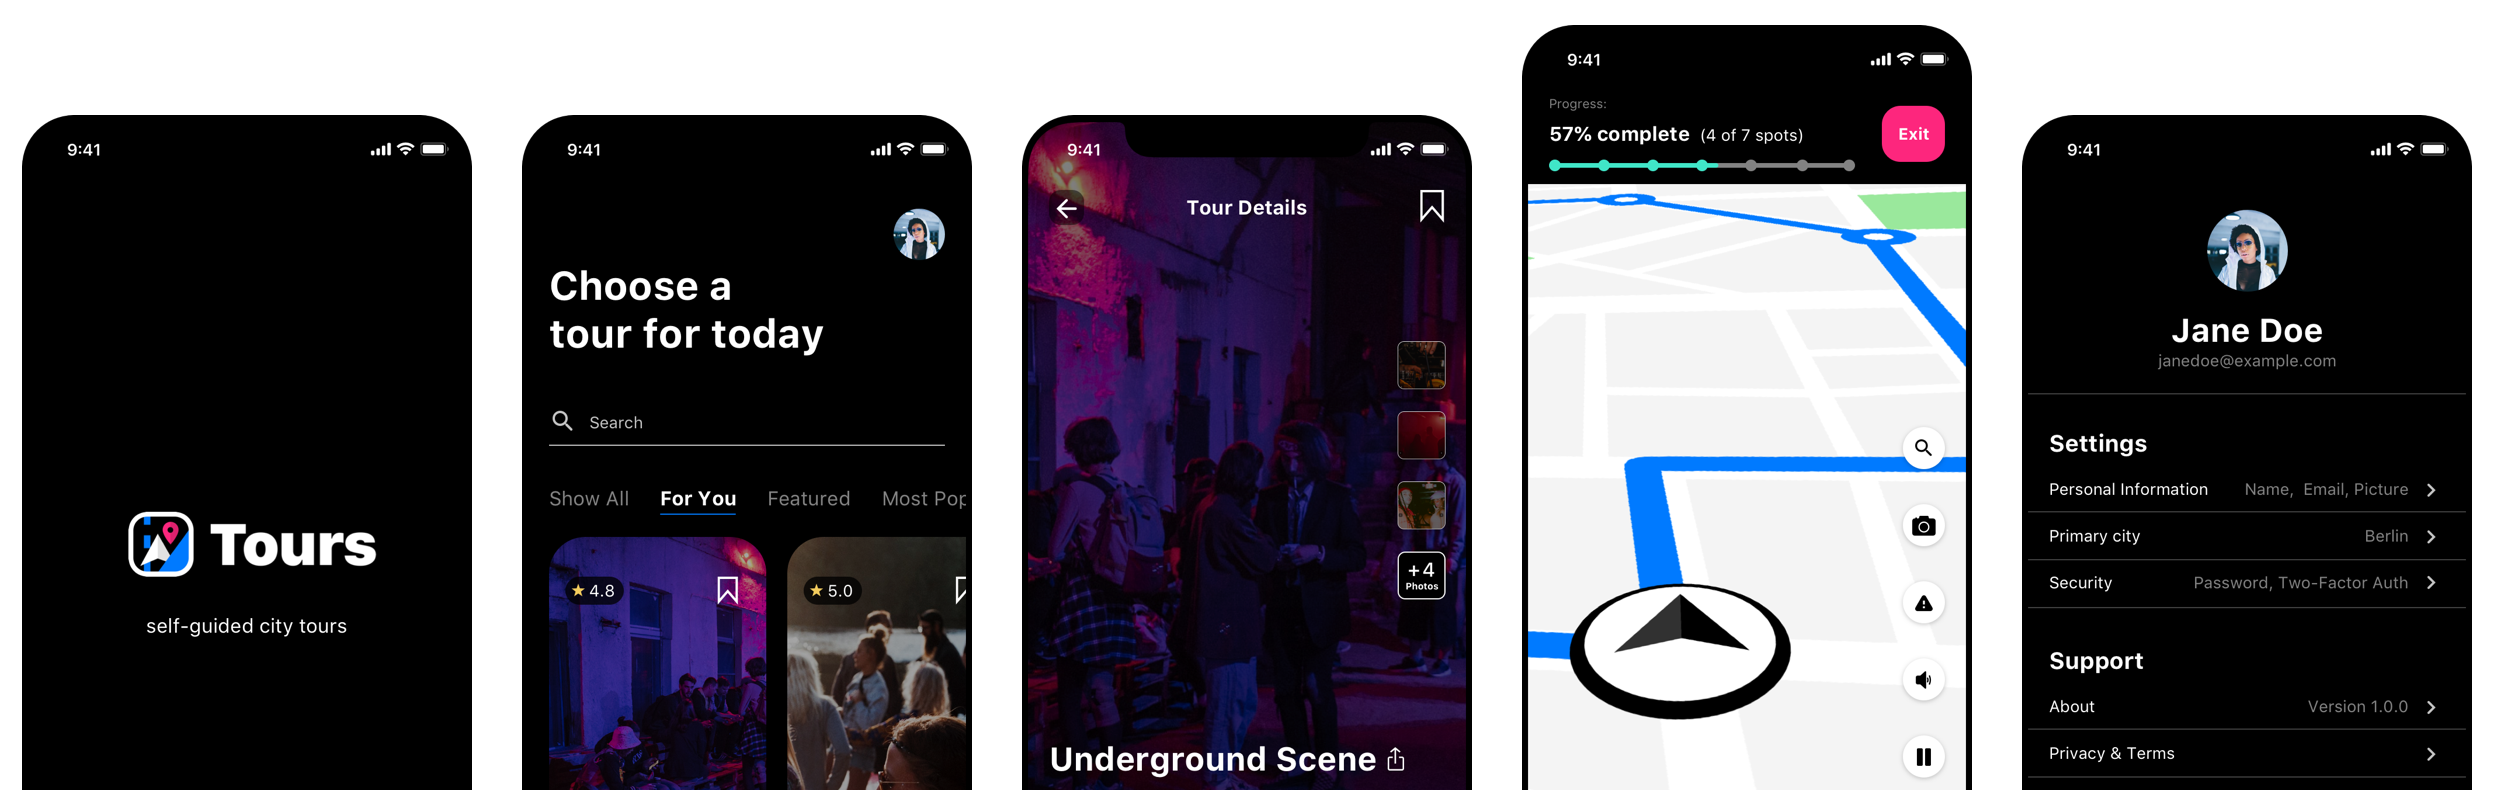 9:41
Tours
self-guided city tours
9:41
Choose a
tour for today
Search
Show All For You Featured Most Pop
4.8
5.0
9:41
Tour Details
+4
Photos
Underground Scene
9:41
Progress:
57% complete (4 of 7 spots)
Exit
9:41
Jane Doe
janedoe@example.com
Settings
Personal Information Name, Email, Picture
Primary city Berlin
Security Password, Two-Factor Auth
Support
About Version 1.0.0
Privacy & Terms